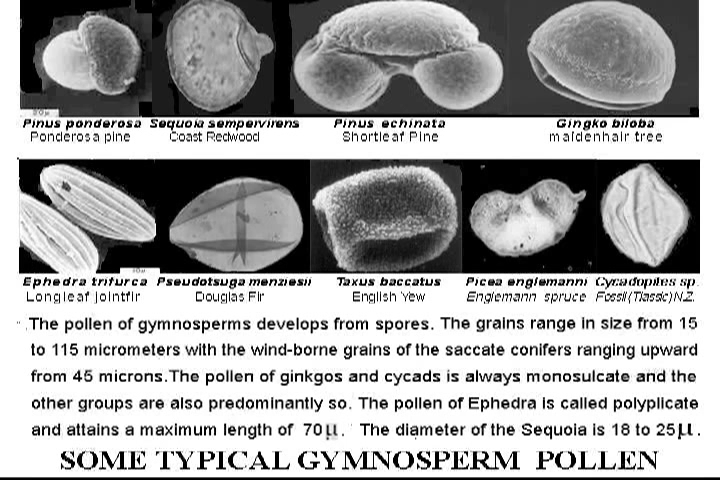 Pinus ponderosa Sequoia sempervirens Pinus echinata Gingko biloba
Ponderosa pine Coast Redwood Shortleaf Pine maidenhair tree
Ephedra trifurca Pseudotsuga menziesii Taxus baccatus Picea englemanni Cycadopites sp.
Longleaf jointfir Douglas Fir English Yew Englemann spruce Fossil(Tiassic)N.Z.
The pollen of gymnosperms develops from spores. The grains range in size from 15
to 115 micrometers with the wind-borne grains of the saccate conifers ranging upward
from 45 microns.The pollen of ginkgos and cycads is always monosulcate and the
other groups are also predominantly so. The pollen of Ephedra is called polyplicate
and attains a maximum length of 70µ. The diameter of the Sequoia is 18 to 25µ.
SOME TYPICAL GYMNOSPERM POLLEN